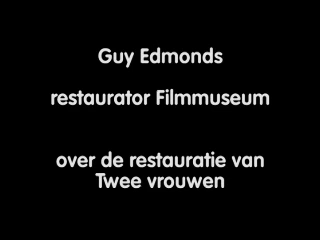 Guy Edmonds
restaurator Filmmuseum
over de restauratie van
Twee vrouwen